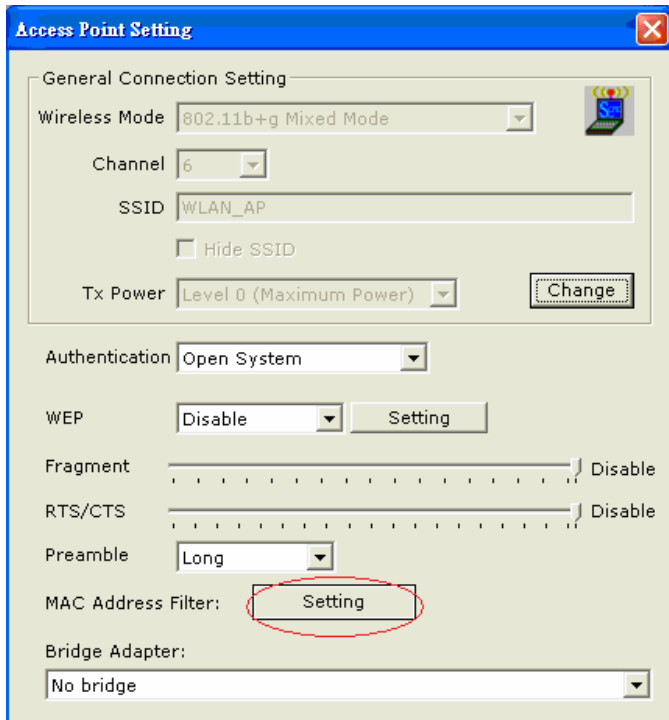 Access Point Setting
General Connection Setting
Wireless Mode 802.11b+g Mixed Mode
Channel 6
SSID WLAN_AP
Hide SSID
Tx Power Level 0 (Maximum Power) Change
Authentication Open System
WEP Disable Setting
Fragment Disable
RTS/CTS Disable
Preamble Long
MAC Address Filter: Setting
Bridge Adapter:
No bridge